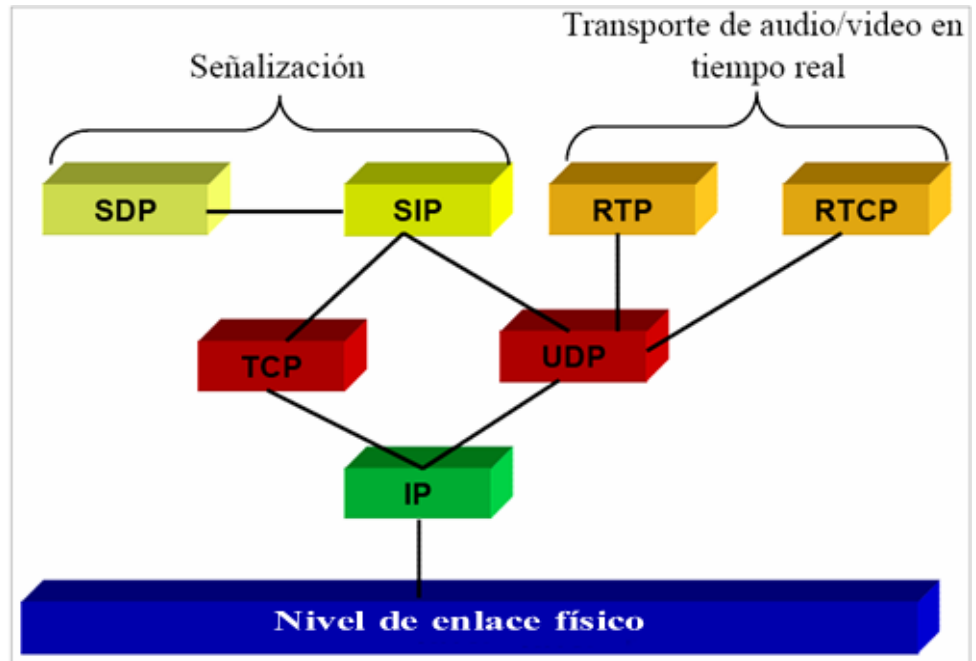 Transporte de audio/video en
tiempo real
Señalización
SDP
SIP
RTP
RTCP
TCP
UDP
IP
Nivel de enlace físico